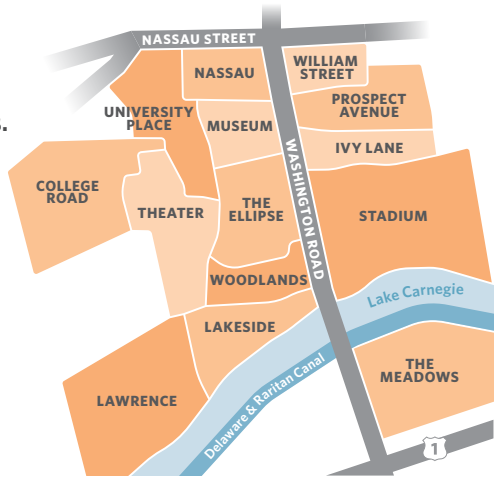 NASSAU STREET
NASSAU
WILLIAM
STREET
UNIVERSITY
PLACE
MUSEUM
PROSPECT
AVENUE
IVY LANE
WASHINGTON ROAD
COLLEGE
ROAD
THEATER
THE
ELLIPSE
STADIUM
WOODLANDS
Lake Carnegie
LAKESIDE
Delaware & Raritan Canal
THE
MEADOWS
LAWRENCE
1